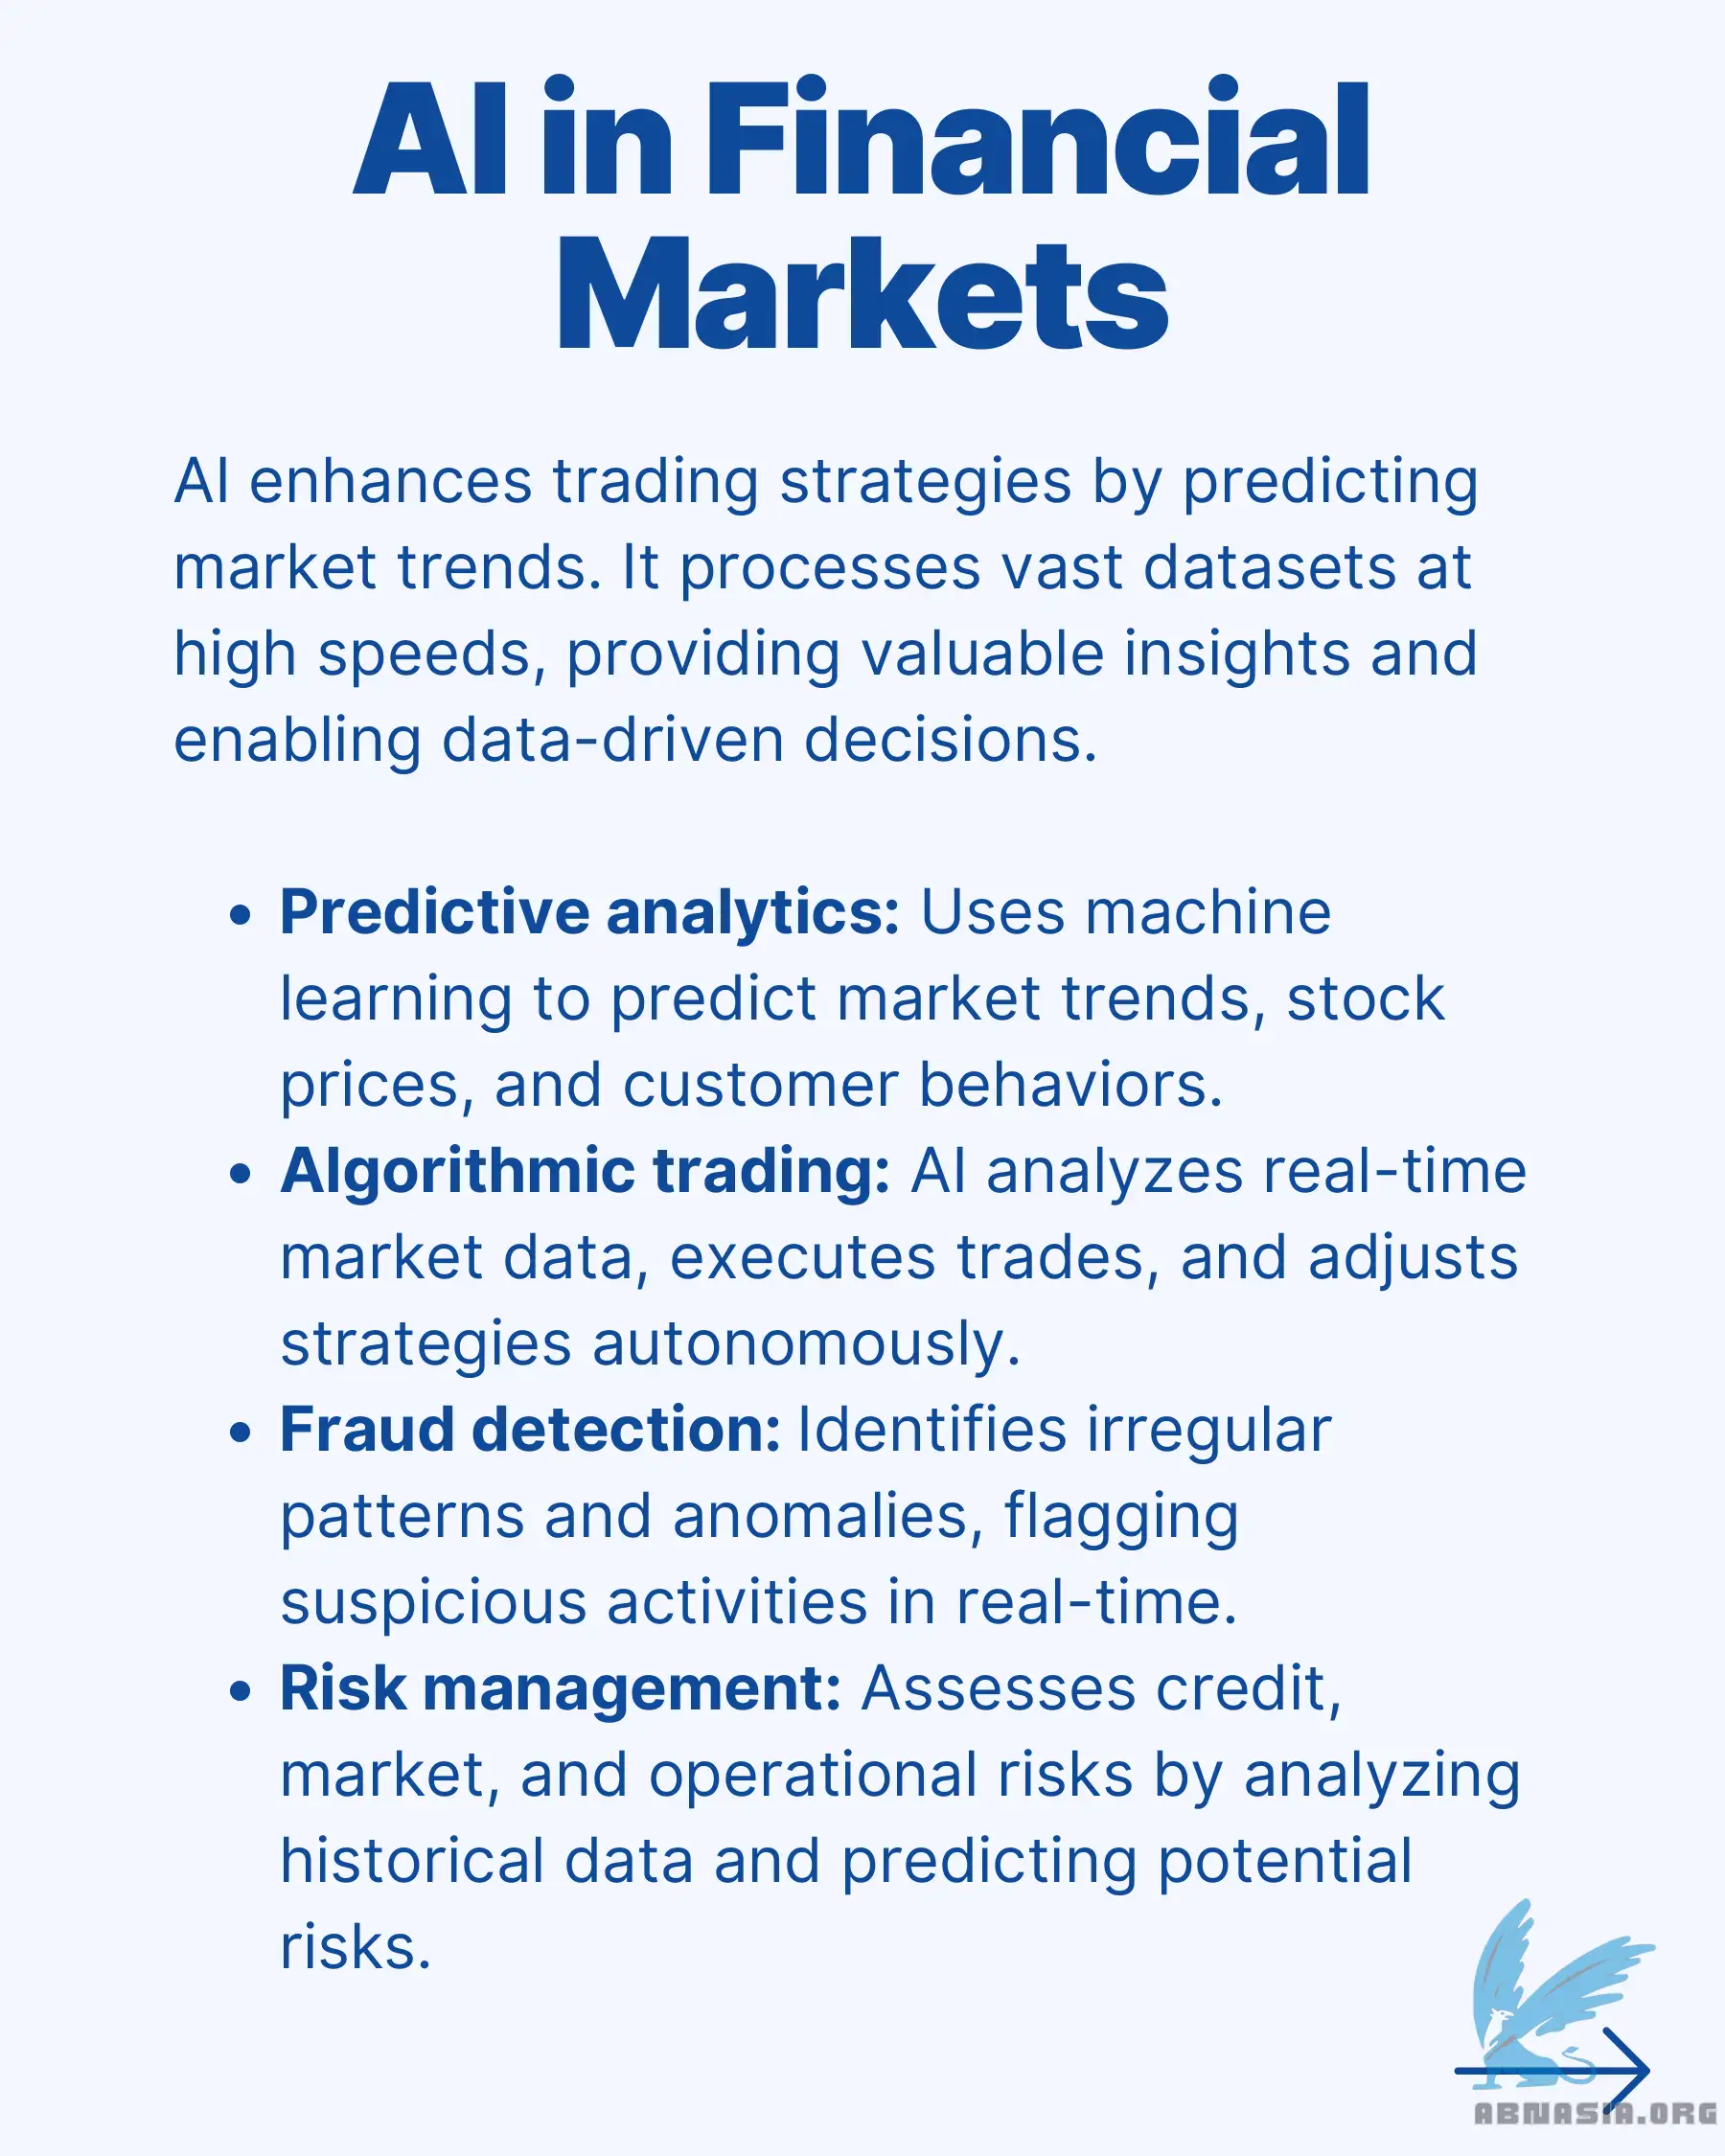 AI in Financial
Markets
AI enhances trading strategies by predicting
market trends. It processes vast datasets at
high speeds, providing valuable insights and
enabling data-driven decisions.
• Predictive analytics: Uses machine
learning to predict market trends, stock
prices, and customer behaviors.
• Algorithmic trading: AI analyzes real-time
market data, executes trades, and adjusts
strategies autonomously.
• Fraud detection: Identifies irregular
patterns and anomalies, flagging
suspicious activities in real-time.
• Risk management: Assesses credit,
market, and operational risks by analyzing
historical data and predicting potential
risks.
ABNASIA.ORG